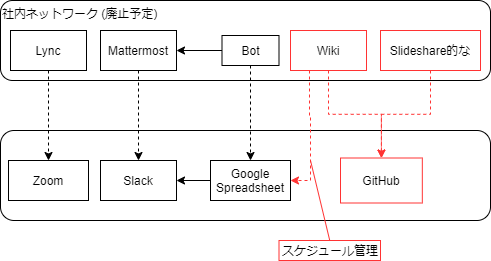 社内ネットワーク (廃止予定)
Lync
Mattermost
Bot
Wiki
Slideshare的な
Zoom
Slack
Google
Spreadsheet
GitHub
スケジュール管理